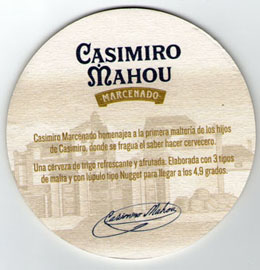 CASIMIRO
MAHOU
MARCENADO
Casimiro Marcenado homenajea a la primera maltería de los hijos
de Casimiro, donde se fragua el saber hacer cervecero.
Una cerveza de trigo refrescante y afrutada. Elaborada con 3 tipos
de malta y con lúpulo tipo Nugget para llegar a los 4,9 grados.
Casimiro Mahou